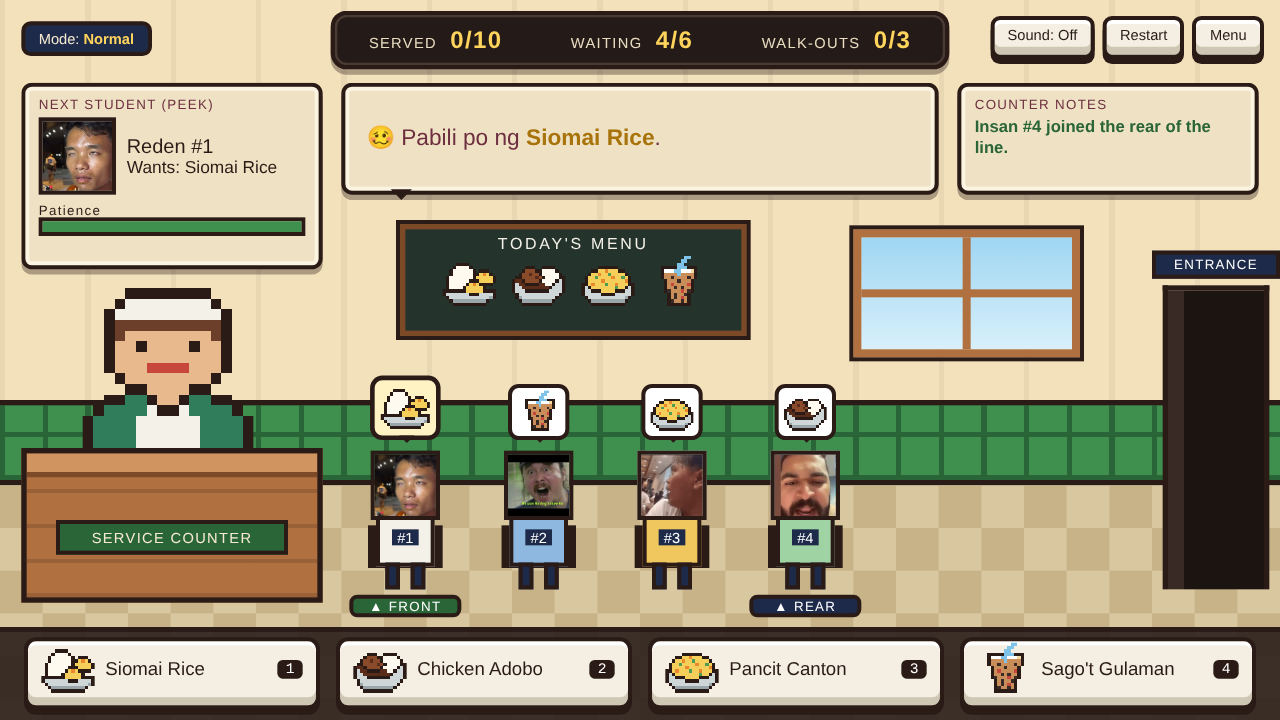 Mode: Normal
SERVED 0/10 WAITING 4/6 WALK-OUTS 0/3
Sound: Off
Restart
Menu
NEXT STUDENT (PEEK)
Reden #1
Wants: Siomai Rice
Patience
🥴 Pabili po ng Siomai Rice.
COUNTER NOTES
Insan #4 joined the rear of the
line.
TODAY'S MENU
ENTRANCE
SERVICE COUNTER
#1
#2
#3
#4
▲ FRONT
▲ REAR
Siomai Rice 1
Chicken Adobo 2
Pancit Canton 3
Sago't Gulaman 4